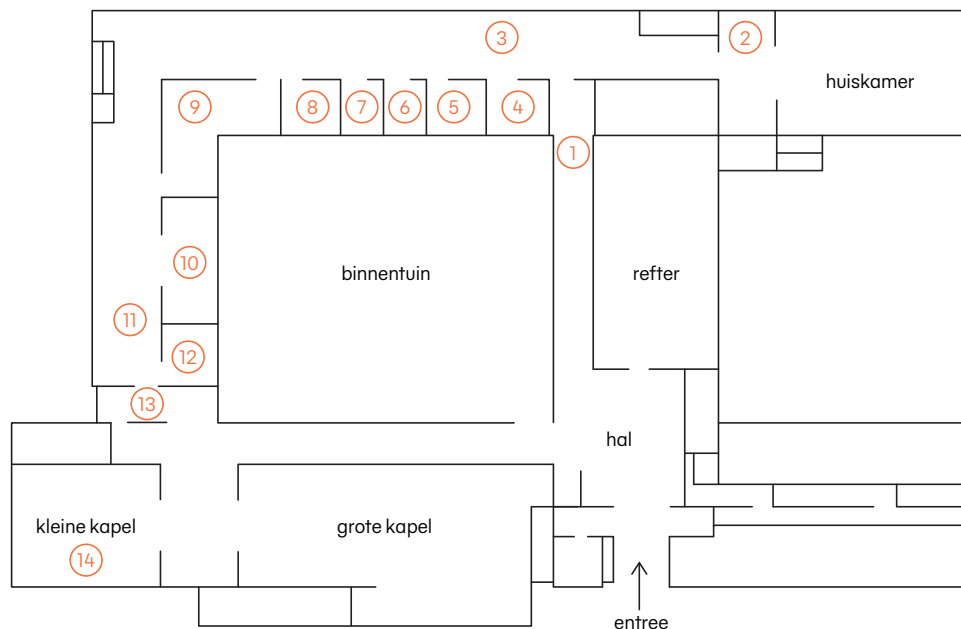 3
2
huiskamer
9
8
7
6
5
4
1
10
binnentuin
refter
11
12
13
hal
kleine kapel
grote kapel
14
entree